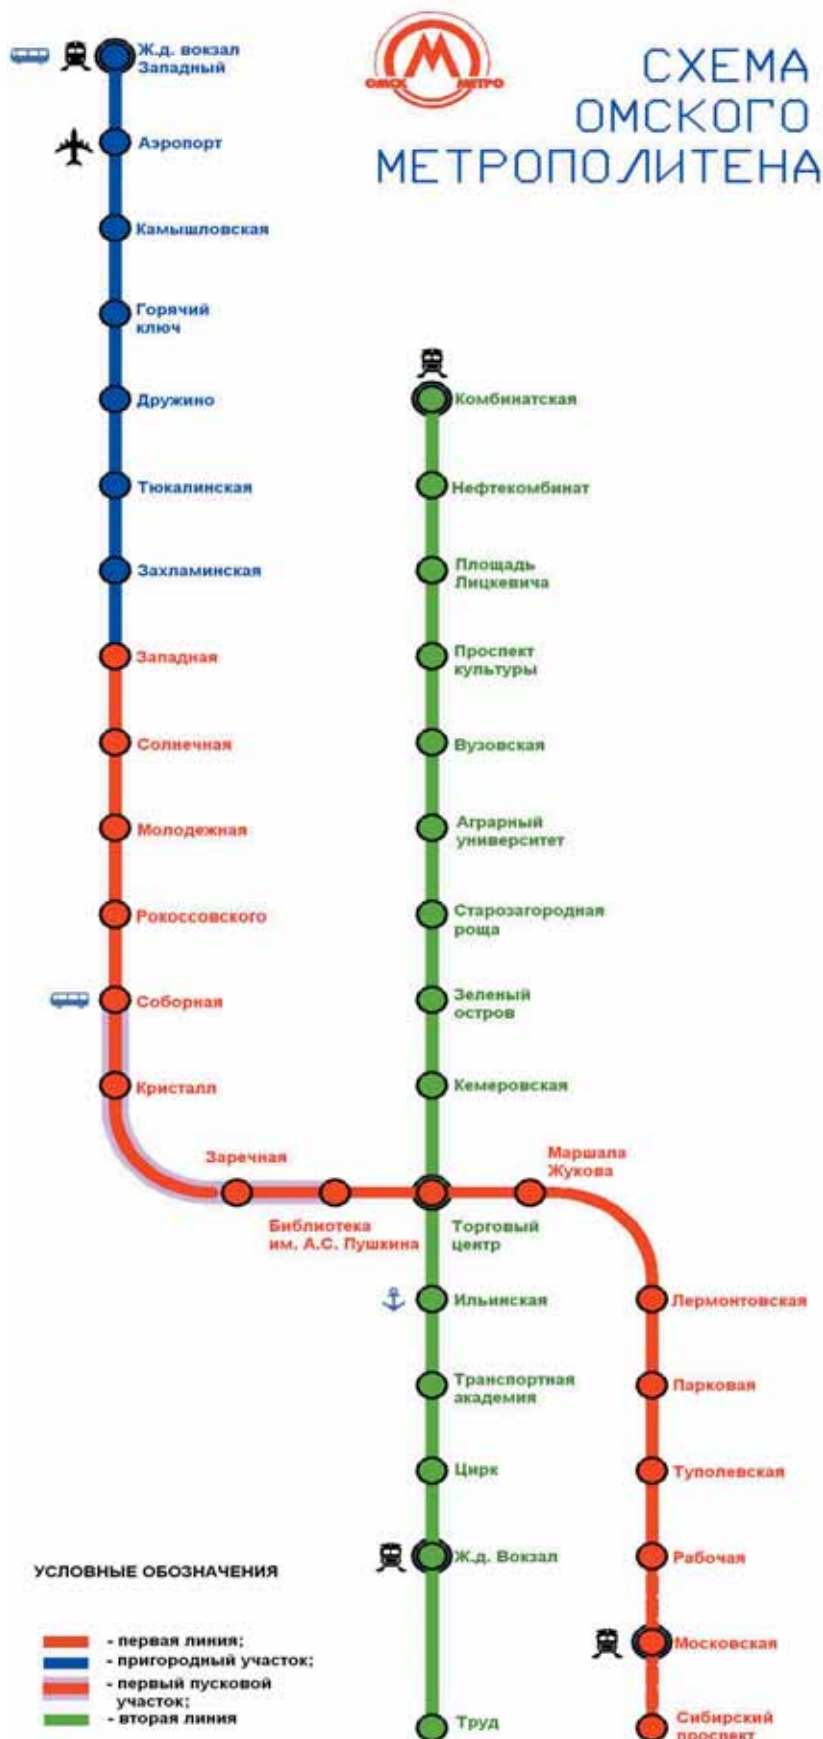 ОМСК МЕТРО
СХЕМА
ОМСКОГО
МЕТРОПОЛИТЕНА
Ж.д. вокзал
Западный
Аэропорт
Камышловская
Горячий
ключ
Дружино
Тюкалинская
Захламинская
Западная
Солнечная
Молодежная
Рокоссовского
Соборная
Кристалл
Заречная
Библиотека
им. А.С. Пушкина
Комбинатская
Нефтекомбинат
Площадь
Лицкевича
Проспект
культуры
Вузовская
Аграрный
университет
Старозагородная
роща
Зеленый
остров
Кемеровская
Торговый
центр
Ильинская
Транспортная
академия
Цирк
Ж.д. Вокзал
Труд
Маршала
Жукова
Лермонтовская
Парковая
Туполевская
Рабочая
Московская
Сибирский
проспект
УСЛОВНЫЕ ОБОЗНАЧЕНИЯ
- первая линия;
- пригородный участок;
- первый пусковой
участок;
- вторая линия